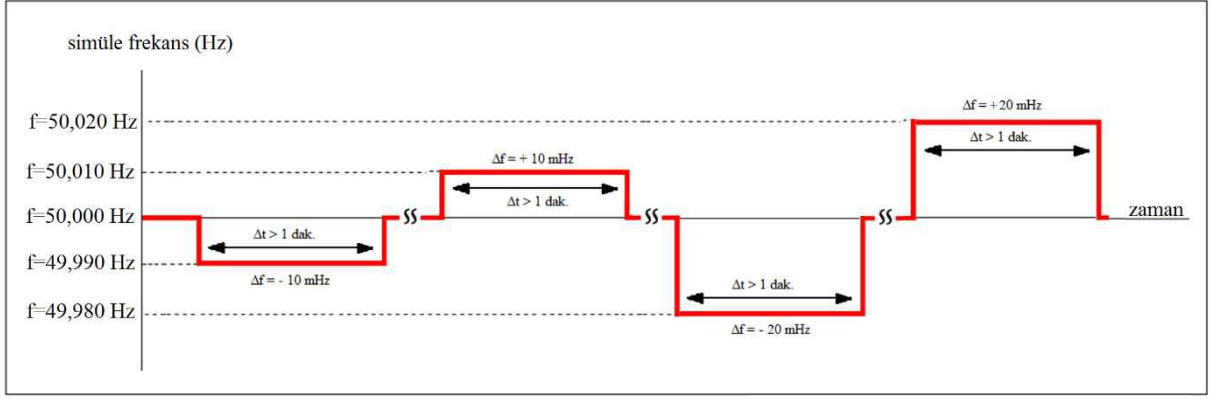 simüle frekans (Hz)
f=50,020 Hz
f=50,010 Hz
f=50,000 Hz
f=49,990 Hz
f=49,980 Hz
Δt > 1 dak.
Δf = - 10 mHz
Δf = + 10 mHz
Δt > 1 dak.
Δt > 1 dak.
Δf = - 20 mHz
Δf = +20 mHz
Δt > 1 dak.
zaman